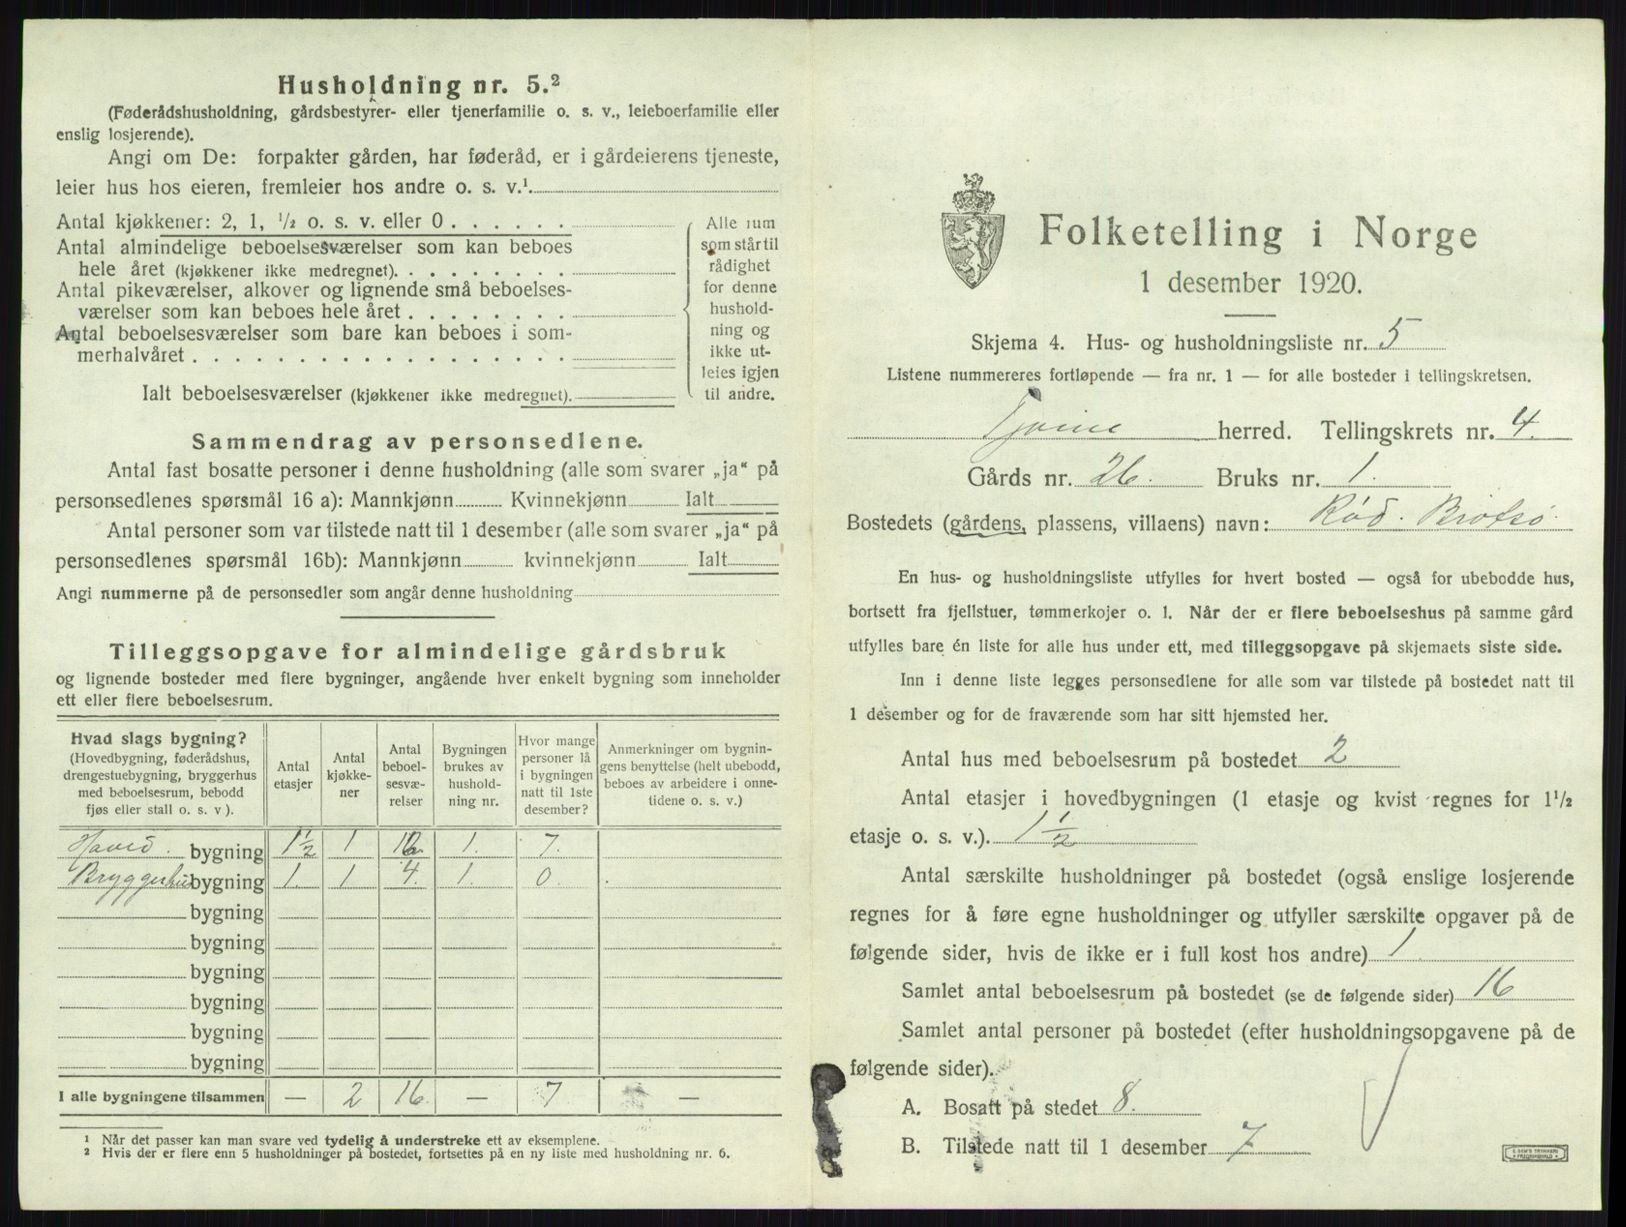 Husholdning nr. 5.²
(Føderådshusholdning, gårdsbestyrer- eller tjenerfamilie o. s. v., leieboerfamilie eller
enslig losjerende).
Angi om De: forpakter gården, har føderåd, er i gårdeierens tjeneste,
leier hus hos eieren, fremleier hos andre o. s. v.¹
Antal kjøkkener: 2, 1, ½ o. s. v. eller 0 . . . . . .
Antal almindelige beboelsesværelser som kan beboes
hele året (kjøkkener ikke medregnet). . . . . . . . .
Antal pikeværelser, alkover og lignende små beboelses-
værelser som kan beboes hele året . . . . . . . .
Antal beboelsesværelser som bare kan beboes i som-
merhalvåret . . . . . . . . . . . . . . . . . .
Ialt beboelsesværelser (kjøkkener ikke medregnet).
Alle rum
som står til
rådighet
for denne
hushold-
ning og
ikke ut-
leies igjen
til andre.
Sammendrag av personsedlene.
Antal fast bosatte personer i denne husholdning (alle som svarer „ja“ på
personsedlenes spørsmål 16 a): Mannkjønn Kvinnekjønn Ialt
Antal personer som var tilstede natt til 1 desember (alle som svarer „ja“ på
personsedlenes spørsmål 16b): Mannkjønn kvinnekjønn Ialt
Angi nummerne på de personsedler som angår denne husholdning
Tilleggsopgave for almindelige gårdsbruk
og lignende bosteder med flere bygninger, angående hver enkelt bygning som inneholder
ett eller flere beboelsesrum.
Hvad slags bygning?
(Hovedbygning, føderådshus,
drengestuebygning, bryggerhus
med beboelsesrum, bebodd
fjøs eller stall o. s. v ).
Antal
etasjer
Antal
kjøkke-
ner
Antal
beboel-
sesvæ-
relser
Bygningen
brukes av
hushold-
ning nr.
Hvor mange
personer lå
i bygningen
natt til 1ste
desember?
Anmerkninger om bygnin-
gens benyttelse (helt ubebodd,
beboes av arbeidere i onne-
tidene o. s. v.)
Hoved. bygning 1½ 1 12 1. 7.
Bryggerhus bygning 1. 1 4. 1. 0.
bygning
bygning
bygning
bygning
bygning
bygning
I alle bygningene tilsammen — 2 16 — 7 —
¹ Når det passer kan man svare ved tydelig å understreke ett av eksemplene.
² Hvis der er flere enn 5 husholdninger på bostedet, fortsettes på en ny liste med husholdning nr. 6.
Folketelling i Norge
1 desember 1920.
Skjema 4. Hus- og husholdningsliste nr. 5
Listene nummereres fortløpende — fra nr. 1 — for alle bosteder i tellingskretsen.
Tjøme herred. Tellingskrets nr. 4.
Gårds nr. 26. Bruks nr. 1.
Bostedets (gårdens, plassens, villaens) navn: Rød. Brøtsø.
En hus- og husholdningsliste utfylles for hvert bosted — også for ubebodde hus,
bortsett fra fjellstuer, tømmerkojer o. l. Når der er flere beboelseshus på samme gård
utfylles bare én liste for alle hus under ett, med tilleggsopgave på skjemaets siste side.
Inn i denne liste legges personsedlene for alle som var tilstede på bostedet natt til
1 desember og for de fraværende som har sitt hjemsted her.
Antal hus med beboelsesrum på bostedet 2
Antal etasjer i hovedbygningen (1 etasje og kvist regnes for 1½
etasje o. s. v.). 1½
Antal særskilte husholdninger på bostedet (også enslige losjerende
regnes for å føre egne husholdninger og utfyller særskilte opgaver på de
følgende sider, hvis de ikke er i full kost hos andre) 1
Samlet antal beboelsesrum på bostedet (se de følgende sider) 16
Samlet antal personer på bostedet (efter husholdningsopgavene på de
følgende sider).
A. Bosatt på stedet 8.
B. Tilstede natt til 1 desember 7